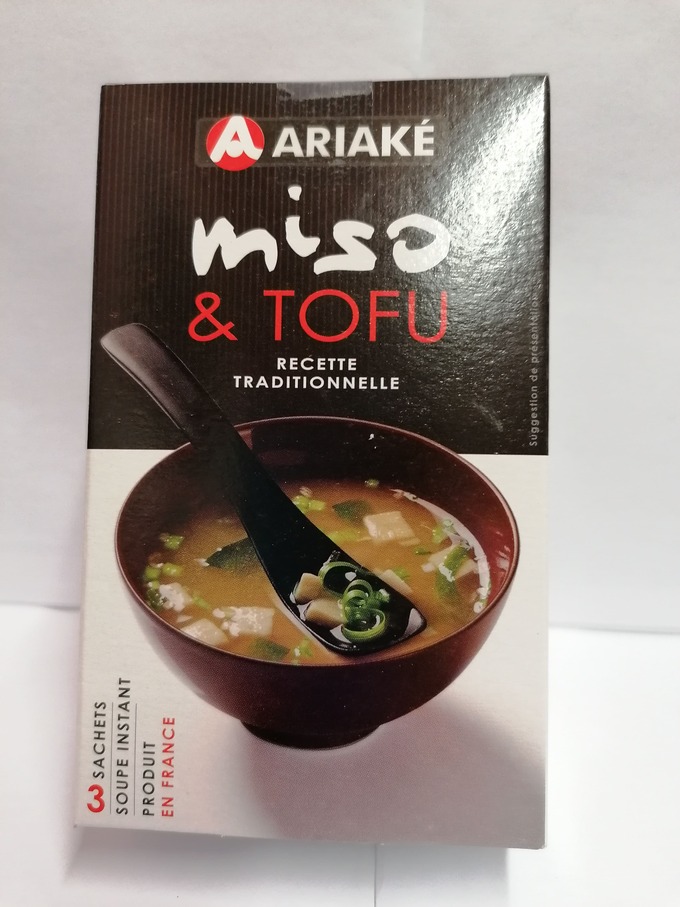 ARIAKÉ
miso
& TOFU
RECETTE
TRADITIONNELLE
Suggestion de présentation
3 SACHETS
SOUPE INSTANT
PRODUIT
EN FRANCE